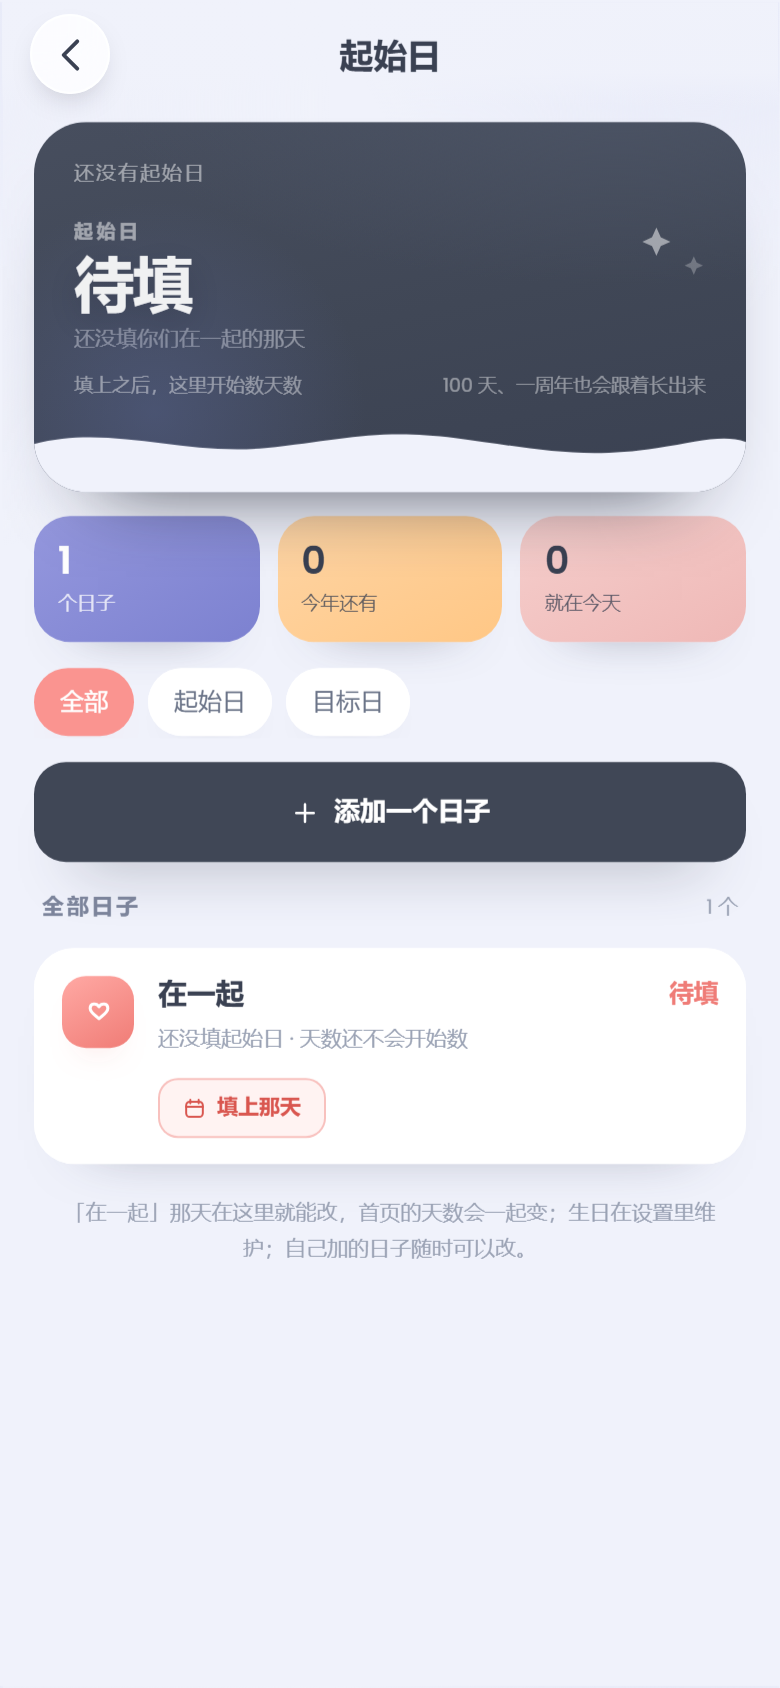 起始日
还没有起始日
起始日
待填
还没填你们在一起的那天
填上之后，这里开始数天数
100 天、一周年也会跟着长出来
1
个日子
0
今年还有
0
就在今天
全部
起始日
目标日
+ 添加一个日子
全部日子
1 个
在一起
待填
还没填起始日 · 天数还不会开始数
填上那天
「在一起」那天在这里就能改，首页的天数会一起变；生日在设置里维
护；自己加的日子随时可以改。